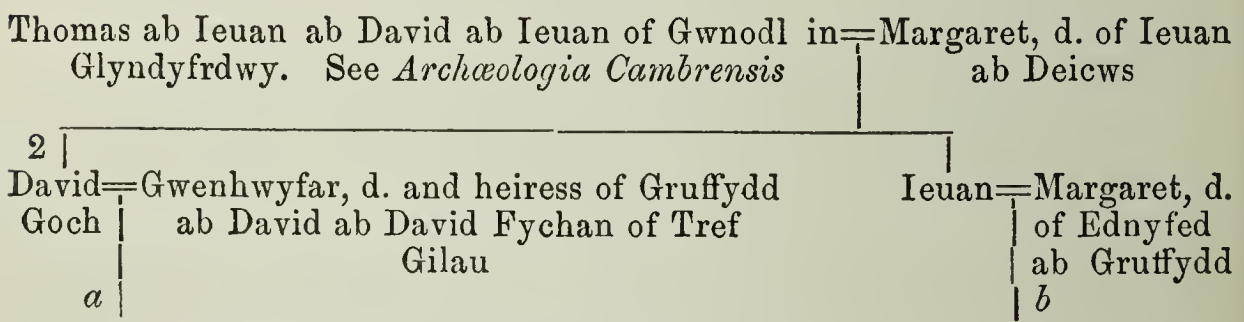 Thomas ab Ieuan ab David ab Ieuan of Gwnodl in=Margaret, d. of Ieuan
Glyndyfrdwy. See Archæologia Cambrensis ab Deicws
2
David=Gwenhwyfar, d. and heiress of Gruffydd Ieuan=Margaret, d.
Goch ab David ab David Fychan of Tref of Ednyfed
Gilau ab Grutfydd
a b